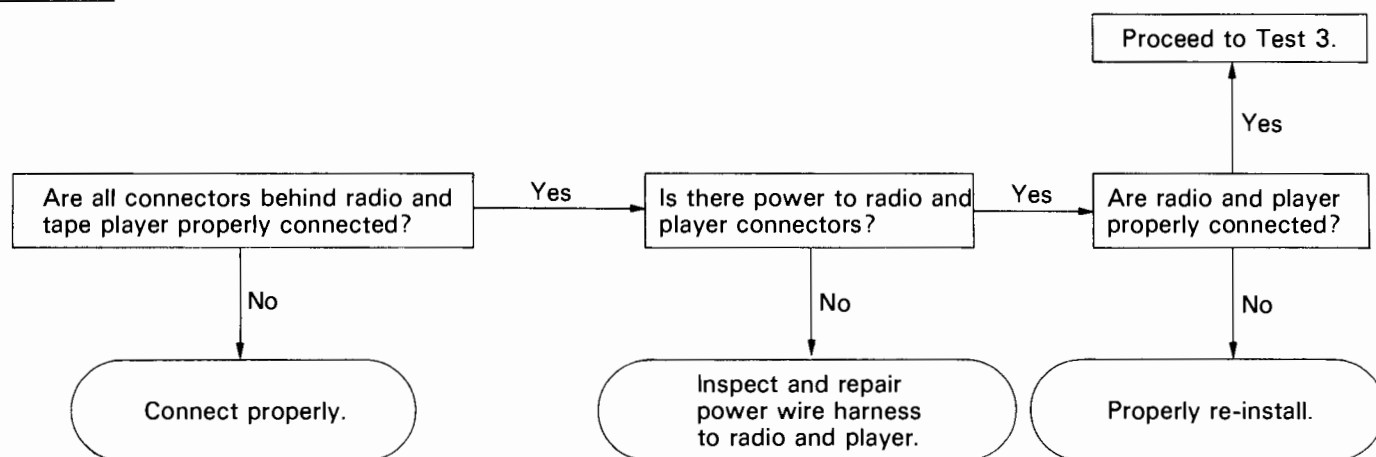 Proceed to Test 3.
Yes
Are all connectors behind radio and
tape player properly connected?
Yes
Is there power to radio and
player connectors?
Yes
Are radio and player
properly connected?
No
No
No
Connect properly.
Inspect and repair
power wire harness
to radio and player.
Properly re-install.